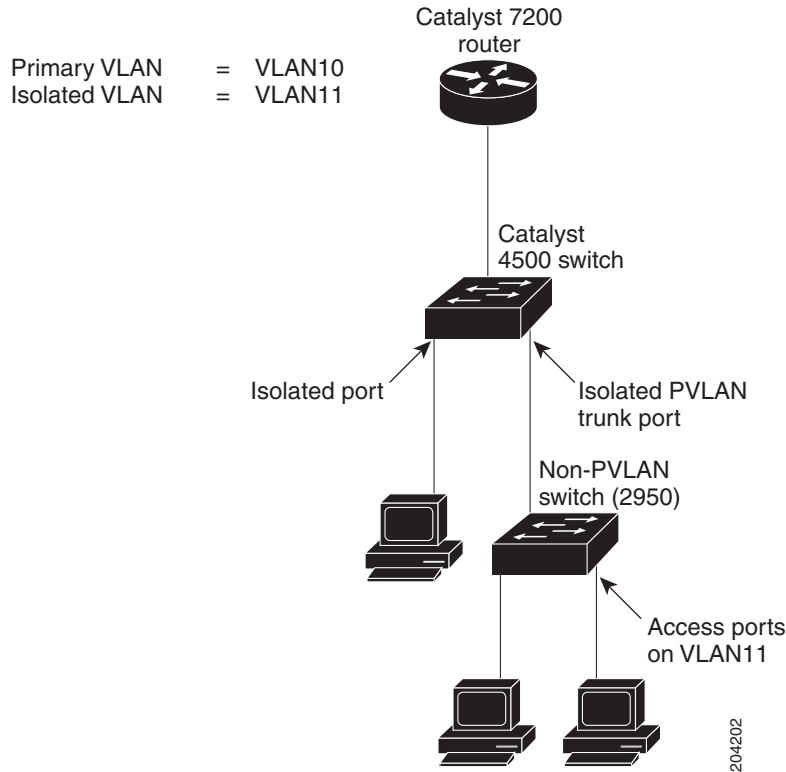 Catalyst 7200
router
Primary VLAN = VLAN10
Isolated VLAN = VLAN11
Catalyst
4500 switch
Isolated port
Isolated PVLAN
trunk port
Non-PVLAN
switch (2950)
Access ports
on VLAN11
204202